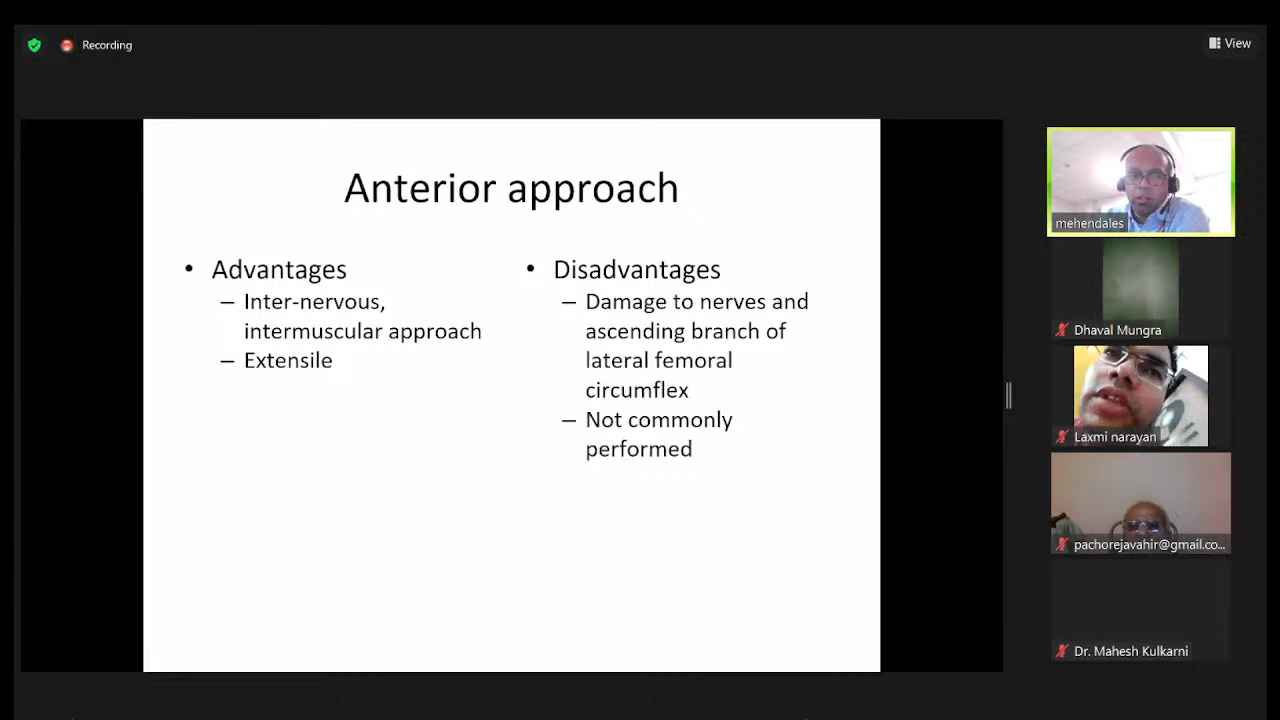 Recording
View
Anterior approach
• Advantages
– Inter-nervous,
intermuscular approach
– Extensile
• Disadvantages
– Damage to nerves and
ascending branch of
lateral femoral
circumflex
– Not commonly
performed
mehendales
Dhaval Mungra
Laxmi narayan
pachorejavahir@gmail.co...
Dr. Mahesh Kulkarni